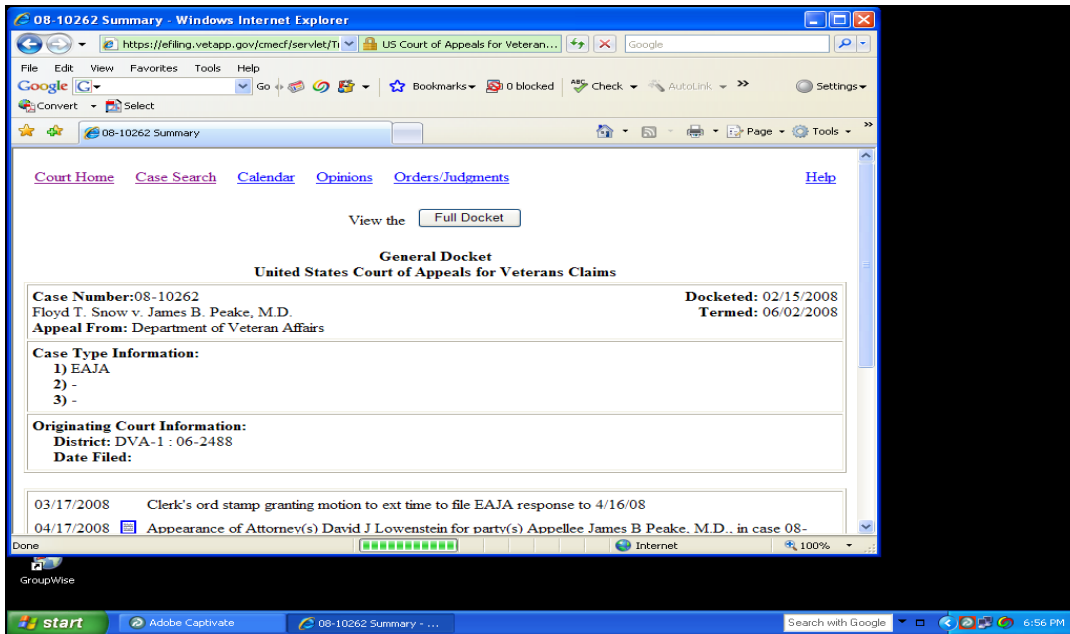 08-10262 Summary - Windows Internet Explorer
https://efiling.vetapp.gov/cmecf/servlet/Tr US Court of Appeals for Veteran... Google
File Edit View Favorites Tools Help
Google G Go Bookmarks 0 blocked ABC Check AutoLink >> Settings
Convert Select
08-10262 Summary Page Tools >>
Court Home Case Search Calendar Opinions Orders/Judgments Help
View the Full Docket
General Docket
United States Court of Appeals for Veterans Claims
Case Number:08-10262 Docketed: 02/15/2008
Floyd T. Snow v. James B. Peake, M.D. Termed: 06/02/2008
Appeal From: Department of Veteran Affairs
Case Type Information:
1) EAJA
2) -
3) -
Originating Court Information:
District: DVA-1 : 06-2488
Date Filed:
03/17/2008 Clerk's ord stamp granting motion to ext time to file EAJA response to 4/16/08
04/17/2008 Appearance of Attorney(s) David J Lowenstein for party(s) Appellee James B Peake, M.D., in case 08-
Done Internet 100%
GroupWise
start Adobe Captivate 08-10262 Summary - ... Search with Google 6:56 PM